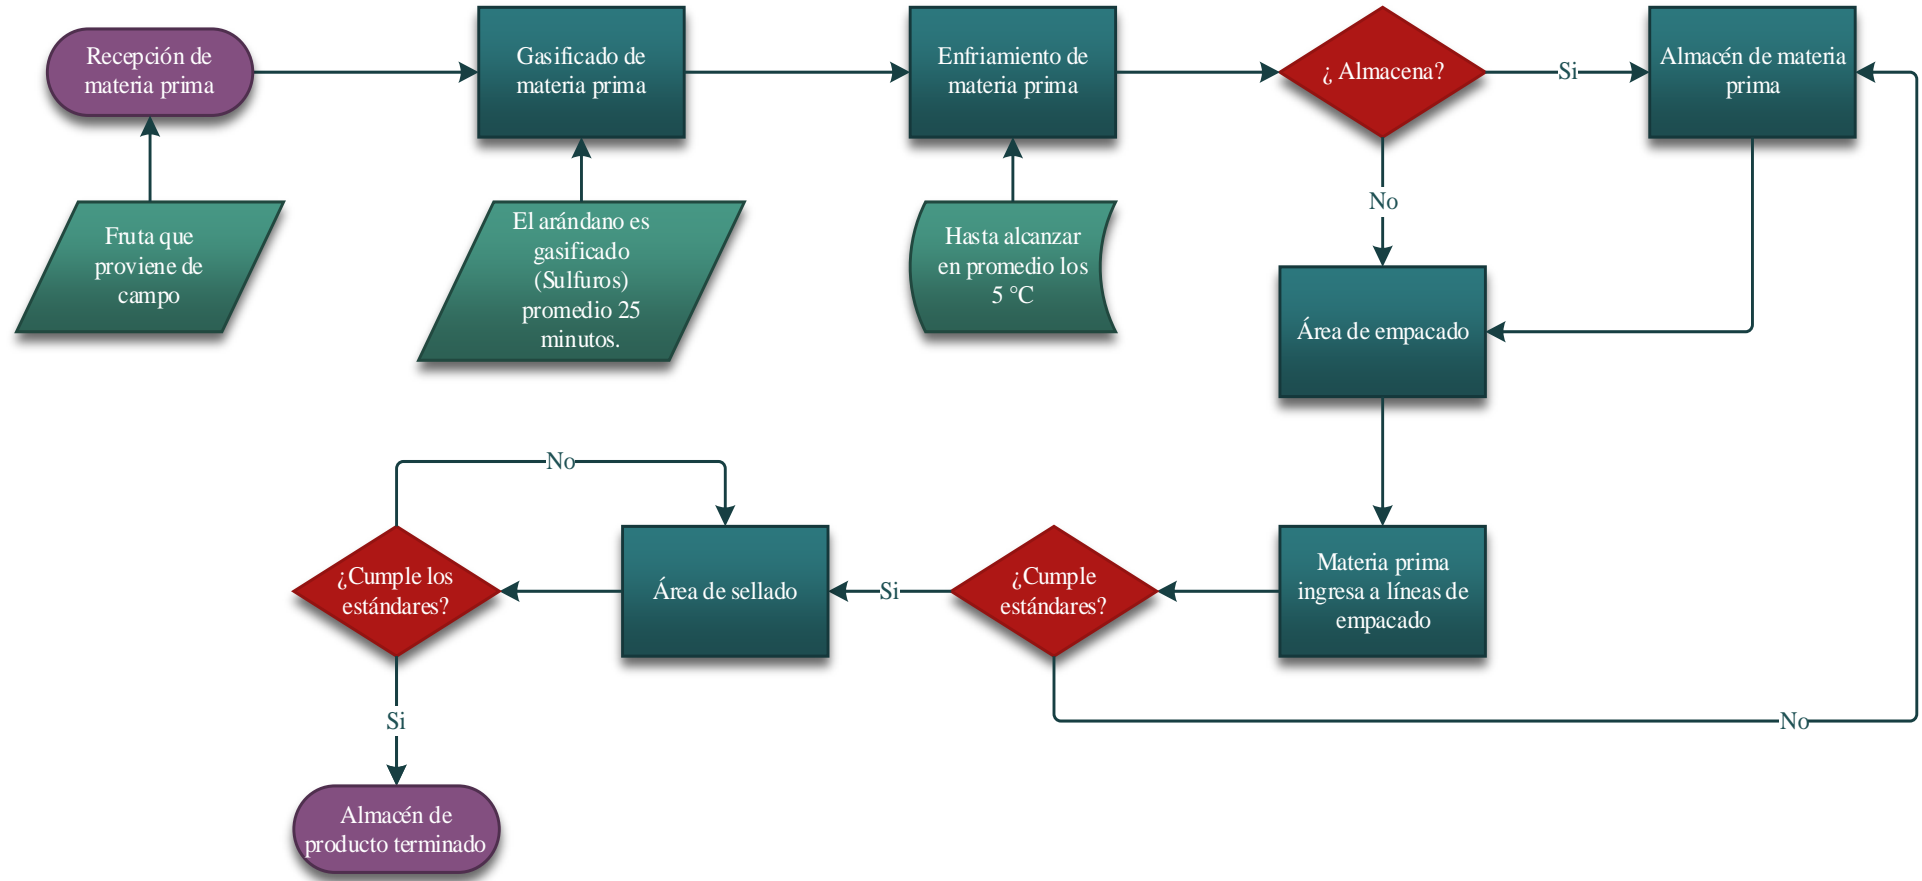 Recepción de
materia prima
Gasificado de
materia prima
Enfriamiento de
materia prima
¿ Almacena?
Si
Almacén de materia
prima
Fruta que
proviene de
campo
El arándano es
gasificado
(Sulfuros)
promedio 25
minutos.
Hasta alcanzar
en promedio los
5 °C
No
Área de empacado
No
¿Cumple los
estándares?
Área de sellado
Si
¿Cumple
estándares?
Materia prima
ingresa a líneas de
empacado
Si
No
Almacén de
producto terminado